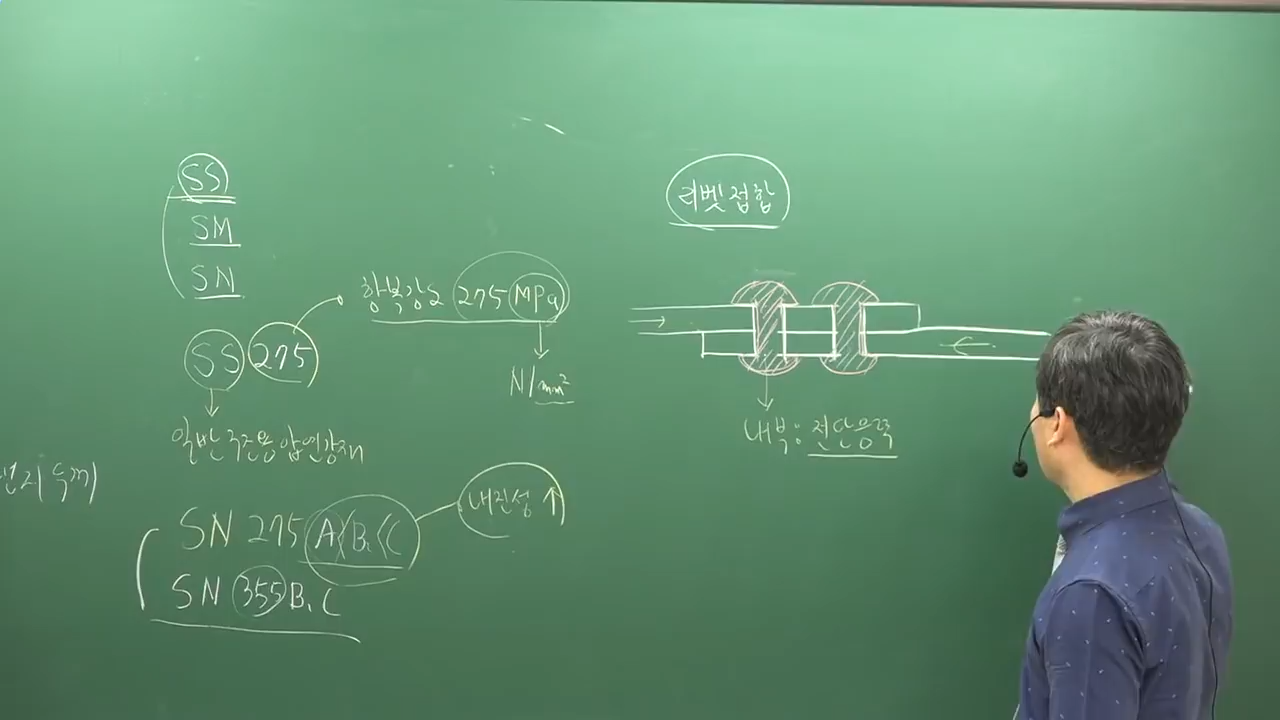 SS
SM
SN
SS 275
항복강도 275 MPa
N/mm²
일반구조용압연강재
SN 275 A<B<C
내진성 ↑
SN 355 B, C
리벳접합
내부: 전단응력